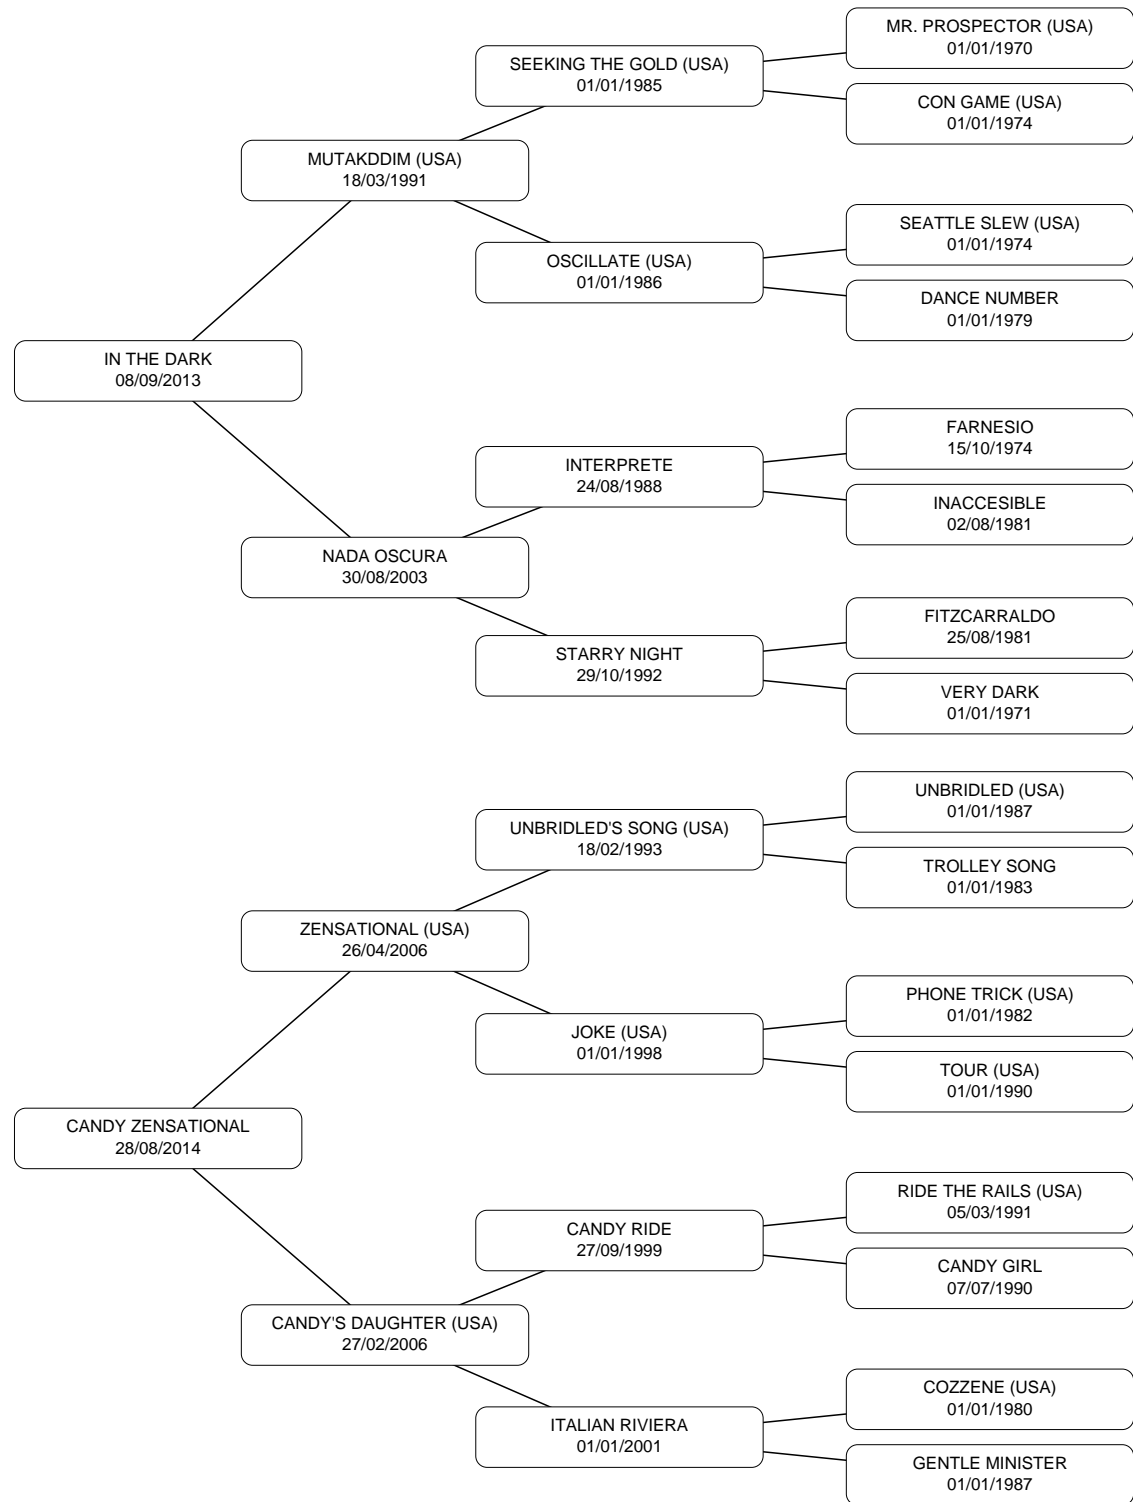 MR. PROSPECTOR (USA)
01/01/1970
SEEKING THE GOLD (USA)
01/01/1985
CON GAME (USA)
01/01/1974
MUTAKDDIM (USA)
18/03/1991
SEATTLE SLEW (USA)
01/01/1974
OSCILLATE (USA)
01/01/1986
DANCE NUMBER
01/01/1979
IN THE DARK
08/09/2013
FARNESIO
15/10/1974
INTERPRETE
24/08/1988
INACCESIBLE
02/08/1981
NADA OSCURA
30/08/2003
FITZCARRALDO
25/08/1981
STARRY NIGHT
29/10/1992
VERY DARK
01/01/1971
UNBRIDLED (USA)
01/01/1987
UNBRIDLED'S SONG (USA)
18/02/1993
TROLLEY SONG
01/01/1983
ZENSATIONAL (USA)
26/04/2006
PHONE TRICK (USA)
01/01/1982
JOKE (USA)
01/01/1998
TOUR (USA)
01/01/1990
CANDY ZENSATIONAL
28/08/2014
RIDE THE RAILS (USA)
05/03/1991
CANDY RIDE
27/09/1999
CANDY GIRL
07/07/1990
CANDY'S DAUGHTER (USA)
27/02/2006
COZZENE (USA)
01/01/1980
ITALIAN RIVIERA
01/01/2001
GENTLE MINISTER
01/01/1987